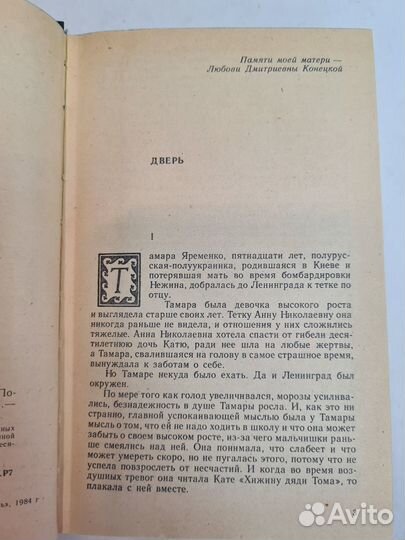 Памяти моей матери —
Любови Дмитриевны Конецкой
ДВЕРЬ
I
Тамара Яременко, пятнадцати лет, полурус-
ская-полуукраинка, родившаяся в Киеве и
потерявшая мать во время бомбардировки
Нежина, добралась до Ленинграда к тетке по
отцу.
Тамара была девочка высокого роста
и выглядела старше своих лет. Тетку Анну Николаевну она
никогда раньше не видела, и отношения у них сложились
тяжелые. Анна Николаевна хотела спасти от гибели деся-
тилетнюю дочь Катю, ради нее шла на любые жертвы,
а Тамара, свалившаяся на голову в самое страшное время,
вынуждала к заботам о себе.
Но Тамаре некуда было ехать. Да и Ленинград был
окружен.
По мере того как голод увеличивался, морозы усилива-
лись, безнадежность в душе Тамары росла. И, как это ни
странно, главной успокаивающей мыслью была у Тамары
мысль о том, что ей не надо ходить в школу и она может
забыть о своем высоком росте, из-за чего мальчишки рань-
ше смеялись над ней. Она понимала, что слабеет и что
может умереть скоро, но не пугалась этого, потому что не
успела повзрослеть от несчастий. И когда во время воз-
душных тревог она читала Кате «Хижину дяди Тома», то
плакала с ней вместе.
По-
.—
ных
ной
еси-
.Р7
ь», 1984 г
Avito